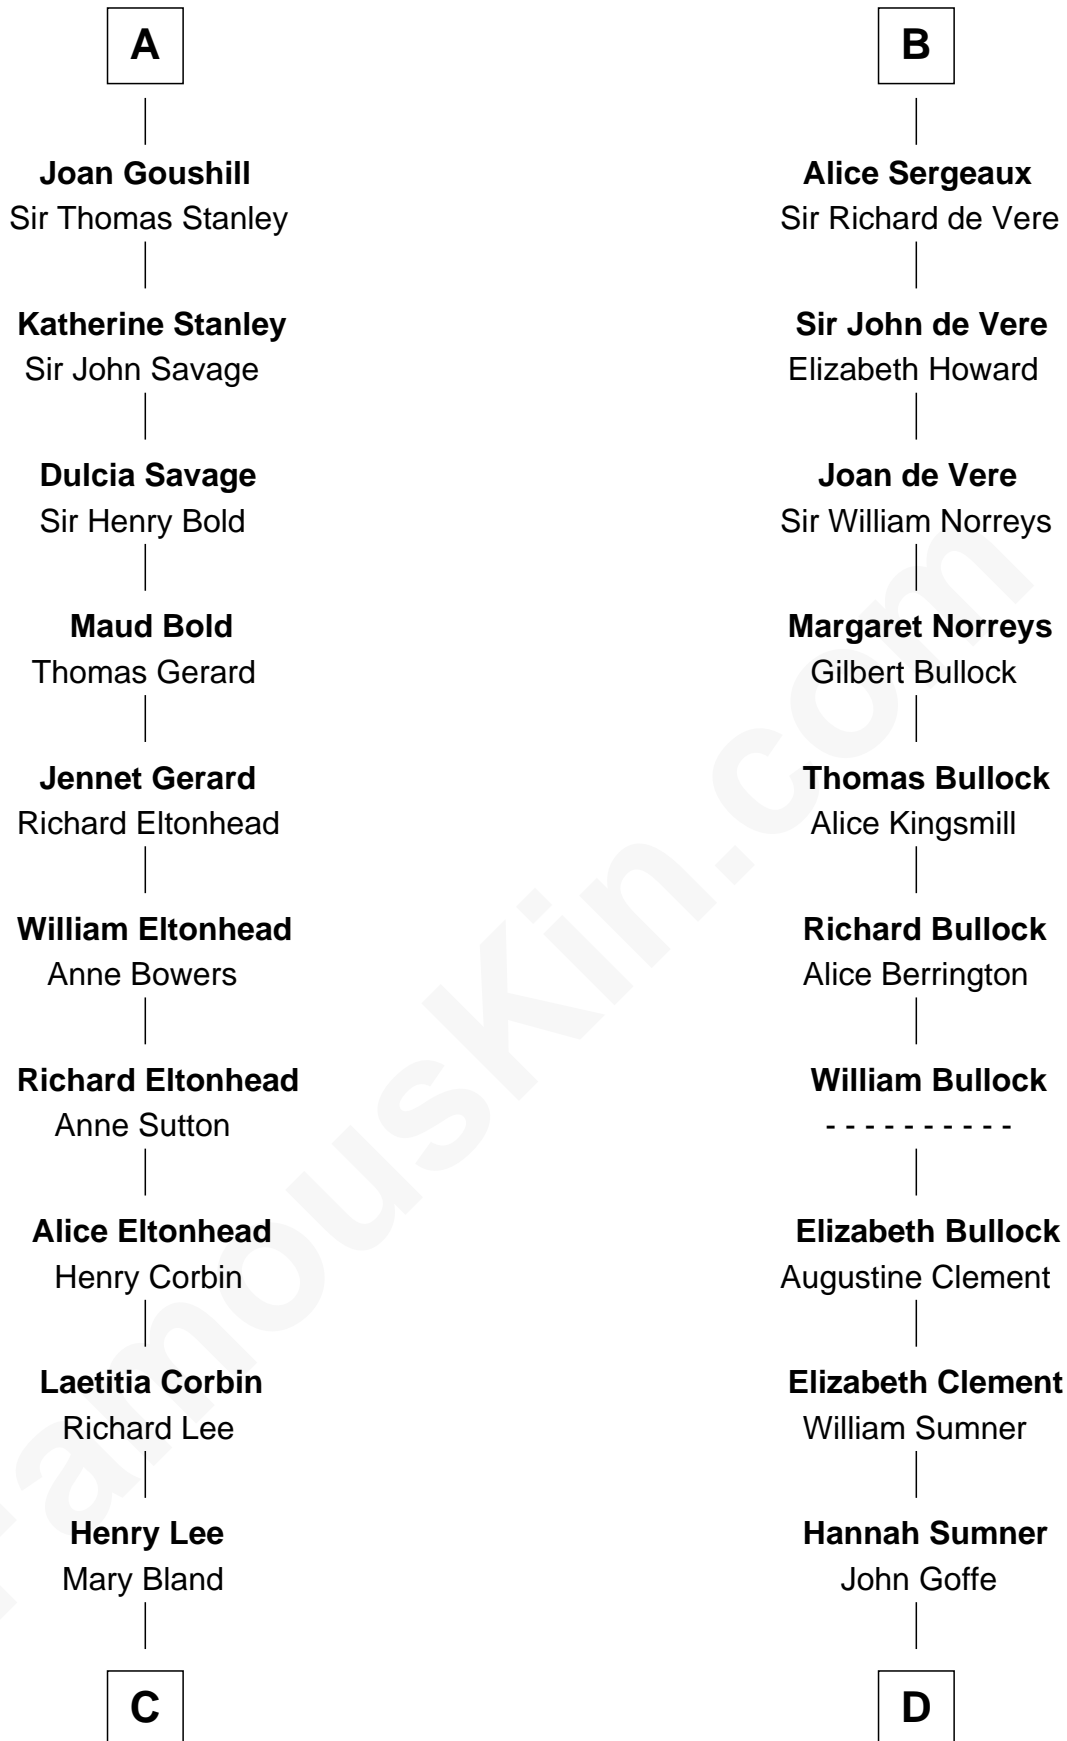 A
Joan Goushill
Sir Thomas Stanley
Katherine Stanley
Sir John Savage
Dulcia Savage
Sir Henry Bold
Maud Bold
Thomas Gerard
Jennet Gerard
Richard Eltonhead
William Eltonhead
Anne Bowers
Richard Eltonhead
Anne Sutton
Alice Eltonhead
Henry Corbin
Laetitia Corbin
Richard Lee
Henry Lee
Mary Bland
C
B
Alice Sergeaux
Sir Richard de Vere
Sir John de Vere
Elizabeth Howard
Joan de Vere
Sir William Norreys
Margaret Norreys
Gilbert Bullock
Thomas Bullock
Alice Kingsmill
Richard Bullock
Alice Berrington
William Bullock
- - - - - - - - - -
Elizabeth Bullock
Augustine Clement
Elizabeth Clement
William Sumner
Hannah Sumner
John Goffe
D
FamousKin.com